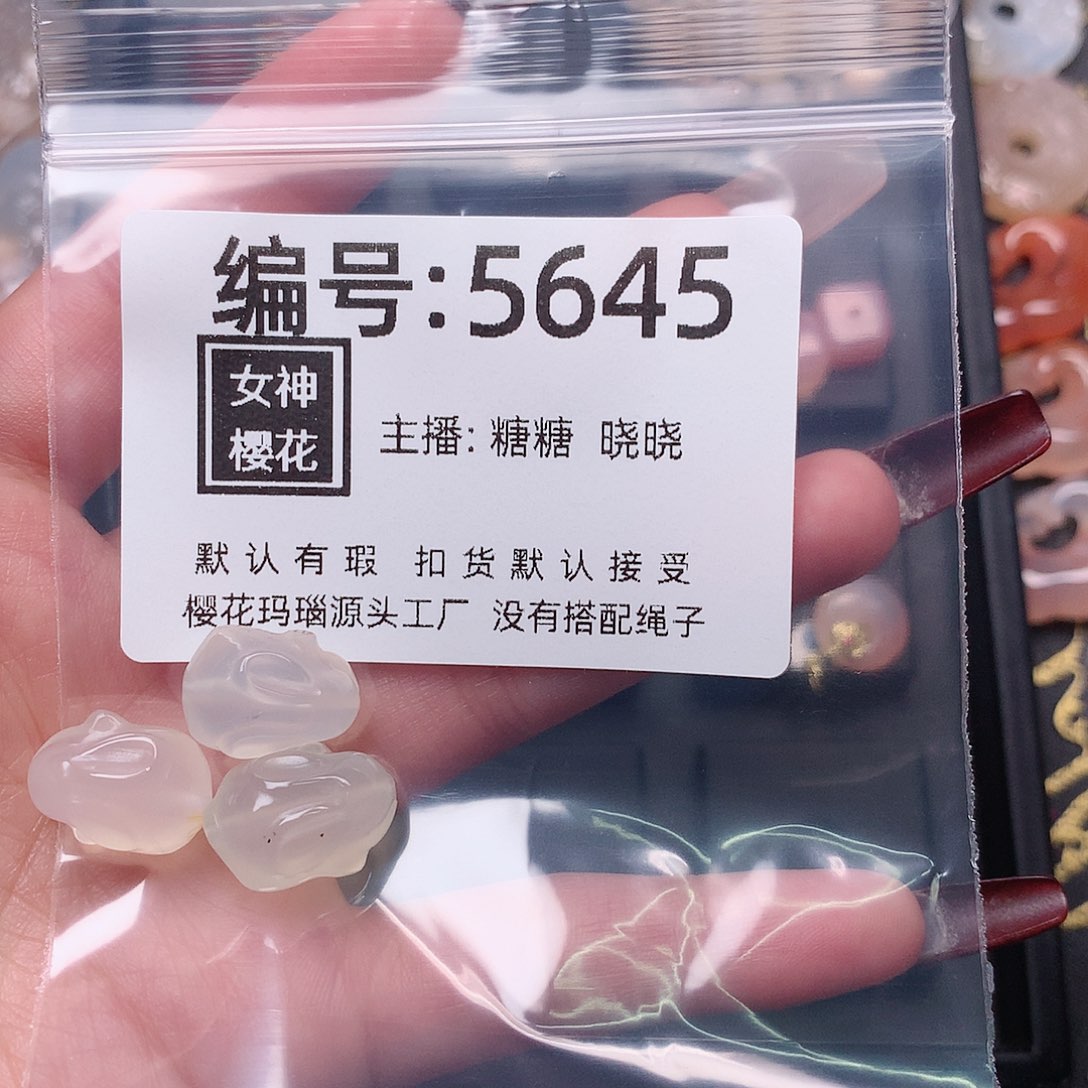 编号:5645
女神
樱花
主播: 糖糖 晓晓
默认有瑕 扣货默认接受
樱花玛瑙源头工厂 没有搭配绳子